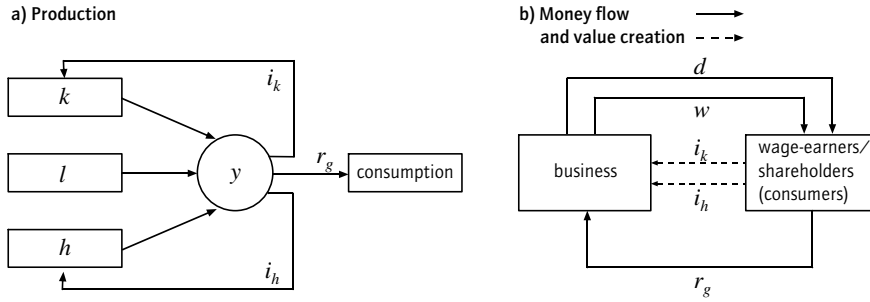 a) Production
k
l
h
y
i_k
r_g
i_h
consumption
b) Money flow
and value creation
d
w
business
i_k
i_h
wage-earners/
shareholders
(consumers)
r_g